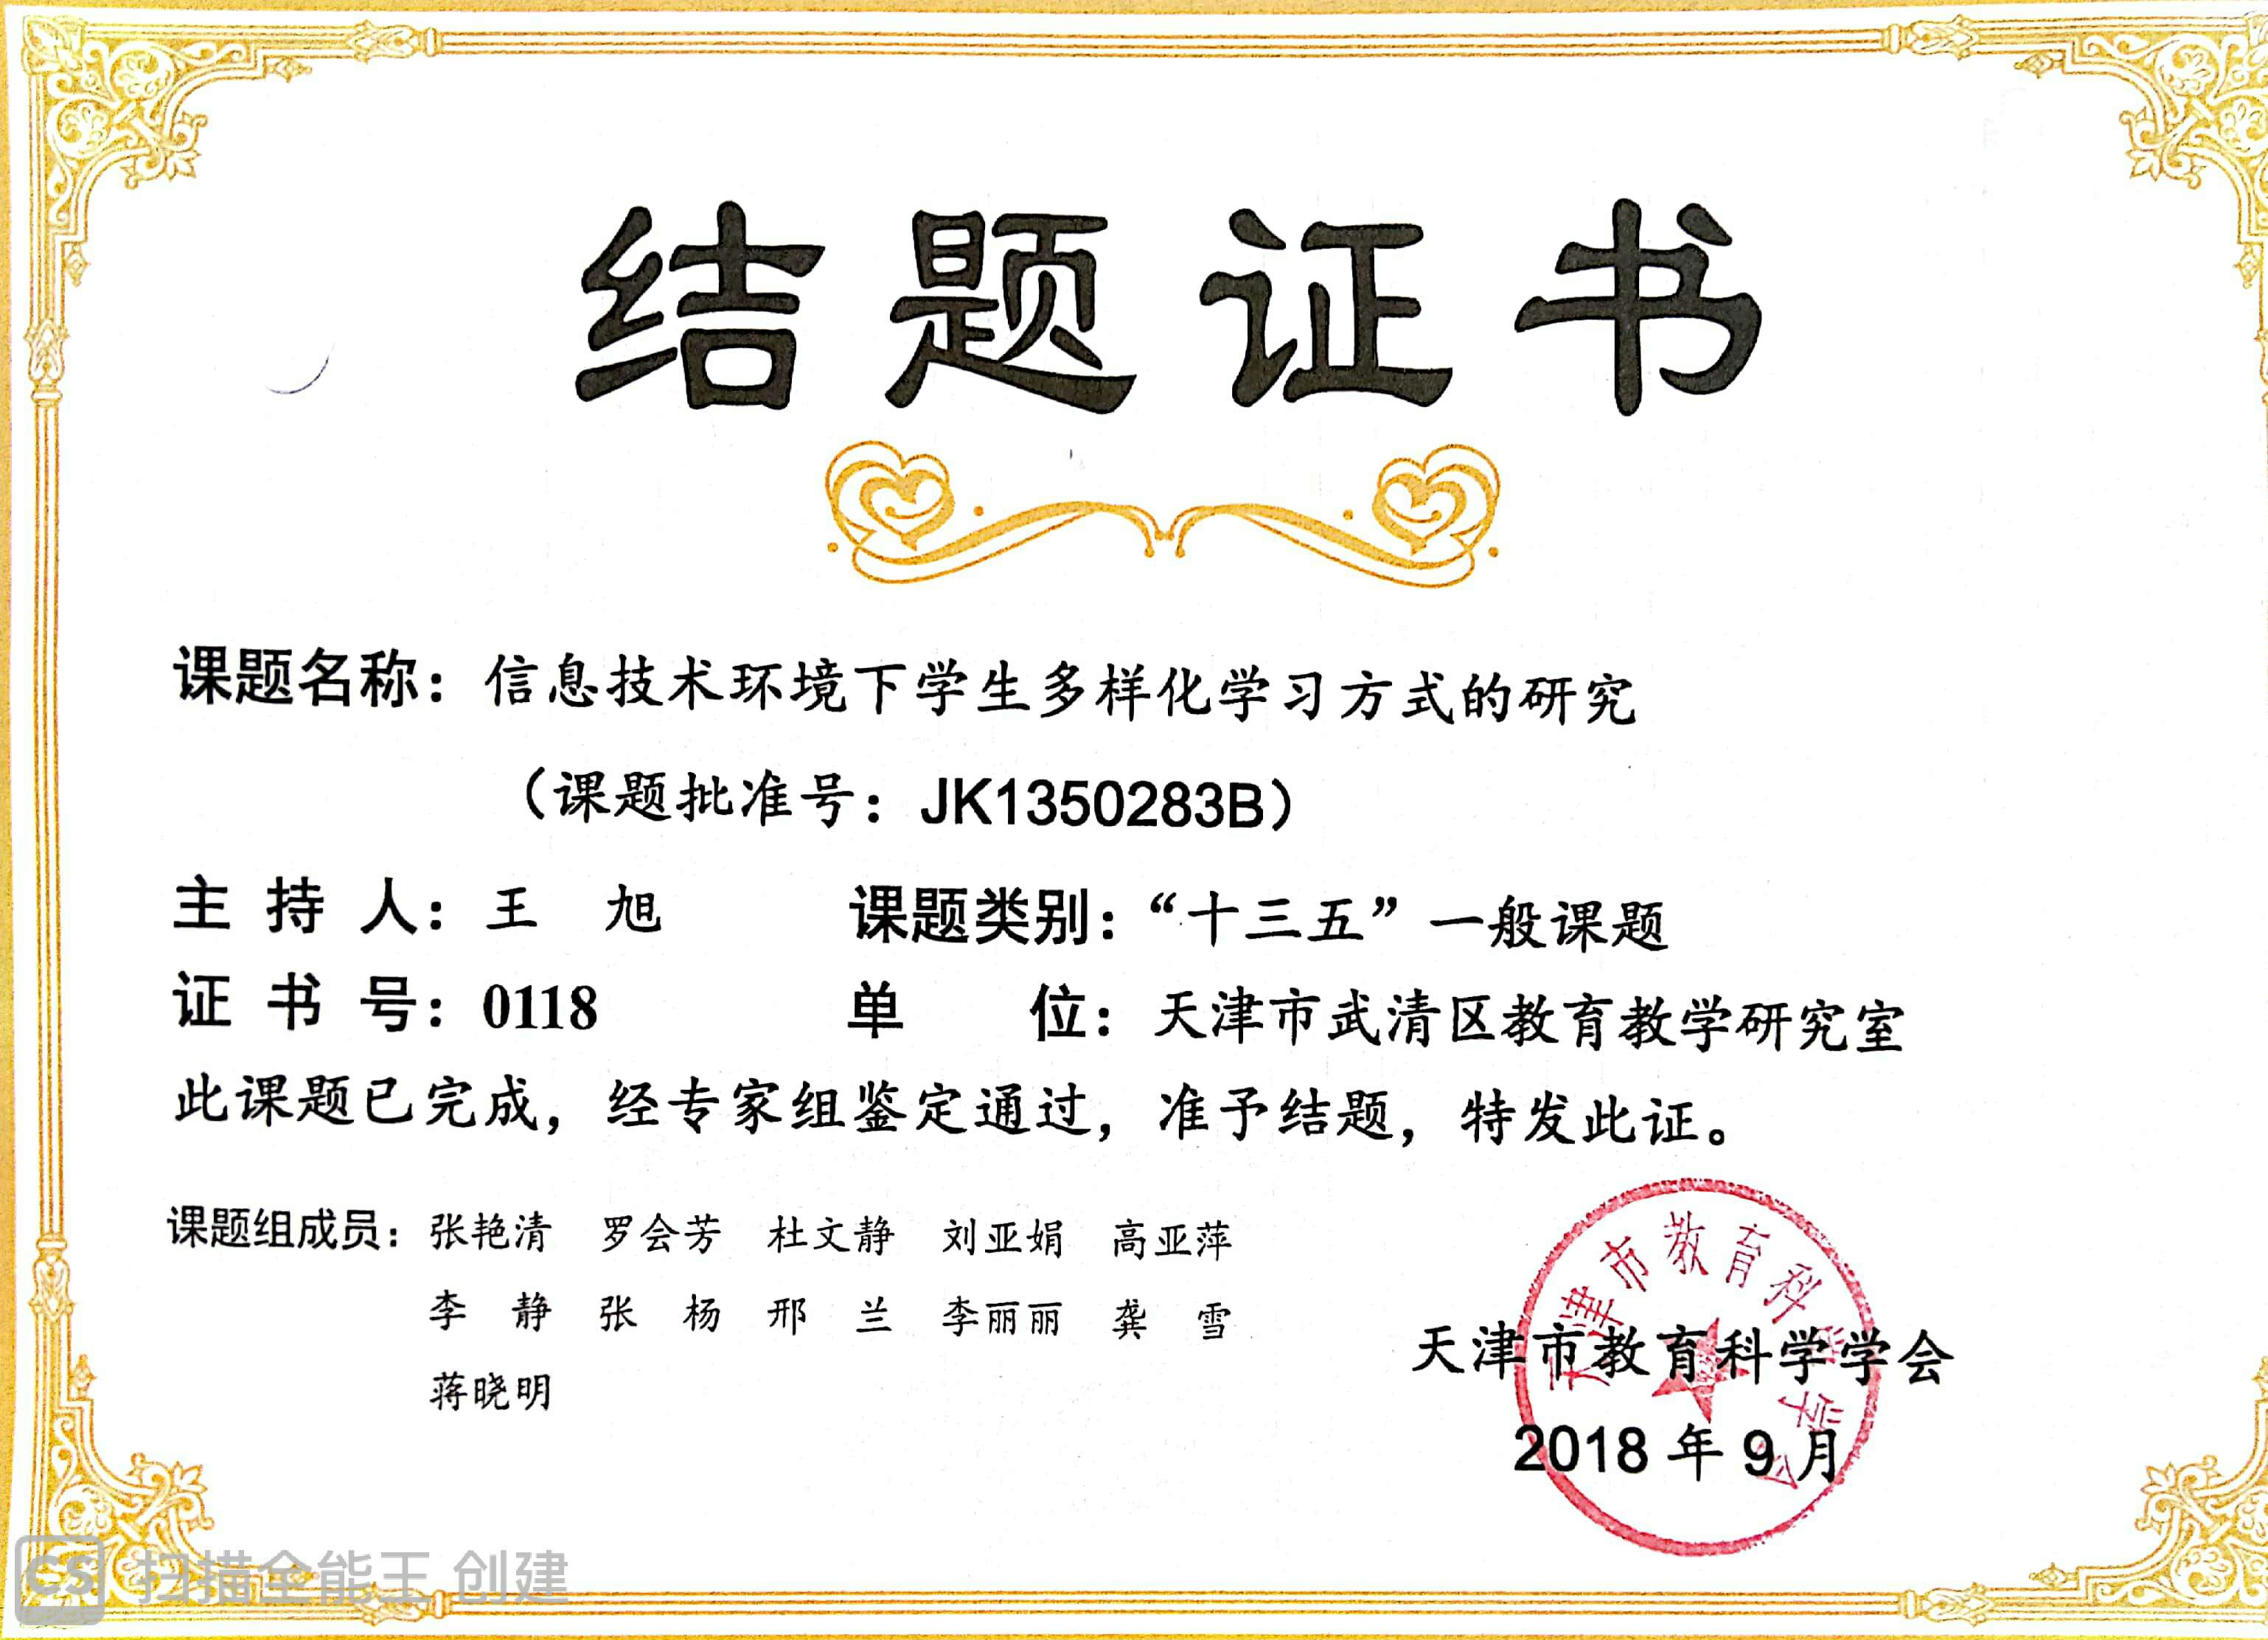 结题证书
课题名称：信息技术环境下学生多样化学习方式的研究
（课题批准号：JK1350283B）
主 持 人：王 旭 课题类别：“十三五”一般课题
证 书 号：0118 单 位：天津市武清区教育教学研究室
此课题已完成，经专家组鉴定通过，准予结题，特发此证。
课题组成员：张艳清 罗会芳 杜文静 刘亚娟 高亚萍
李 静 张 杨 邢 兰 李丽丽 龚 雪
蒋晓明
天津市教育科学学会
天津市教育科学学会
2018 年 9 月
CS 扫描全能王 创建